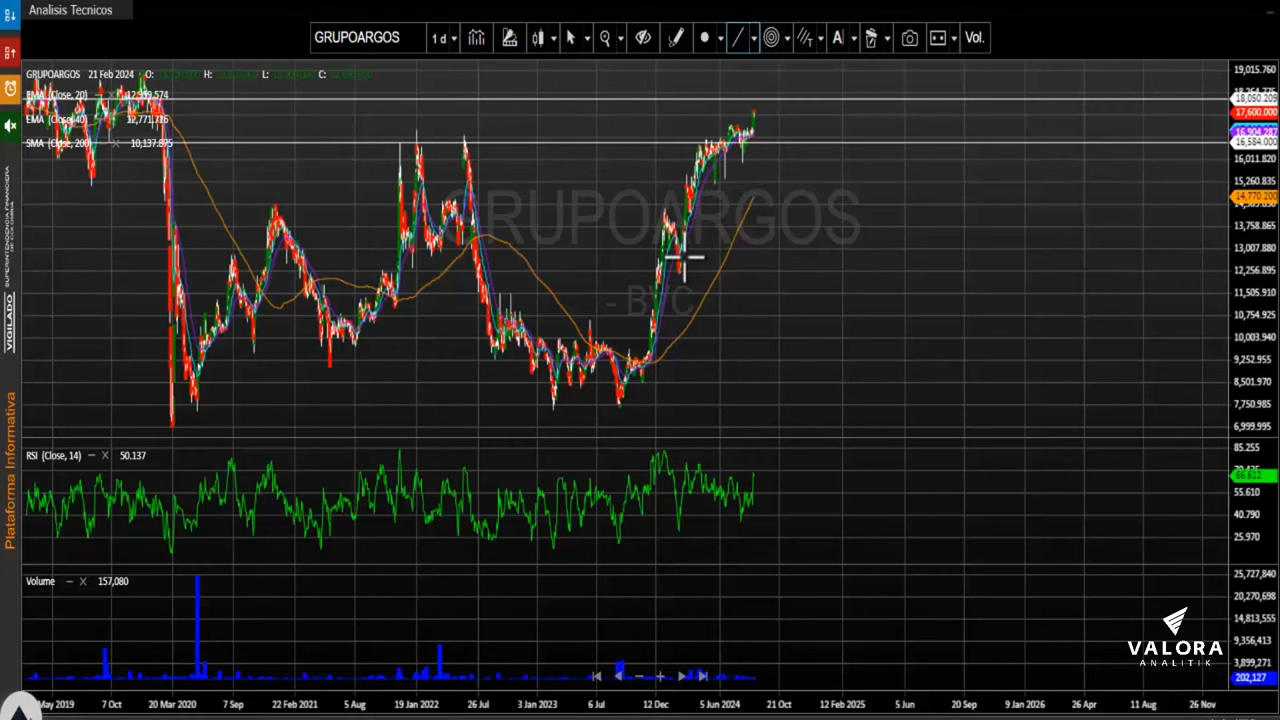 Analisis Tecnicos
GRUPOARGOS
1 d
A
Vol.
GRUPOARGOS 21 Feb 2024 O: H: L: C:
EMA (Close, 20)
EMA (Close, 40) 12,771,716
SMA (Close, 200) 10,137.875
GRUPOARGOS
- BVC
19,015.760
18,050.205
17,600.000
16,904.287
16,584.000
16,011.820
15,260.835
14,770.200
13,758.865
13,007.880
12,256.895
11,505.910
10,754.925
10,003.940
9,252.955
8,501.970
7,750.985
6,999.995
RSI (Close, 14) 50.137
85.255
66.612
55.610
40.790
25.970
Volume 157,080
25,727,840
20,270,698
14,813,555
9,356,413
3,899,271
202,127
May 2019 7 Oct 20 Mar 2020 7 Sep 22 Feb 2021 5 Aug 19 Jan 2022 26 Jul 3 Jan 2023 6 Jul 12 Dec 5 Jun 2024 21 Oct 12 Feb 2025 5 Jun 20 Sep 9 Jan 2026 11 Aug 26 Nov
VIGILADO
Plataforma Informativa
VALORA
ANALITIK